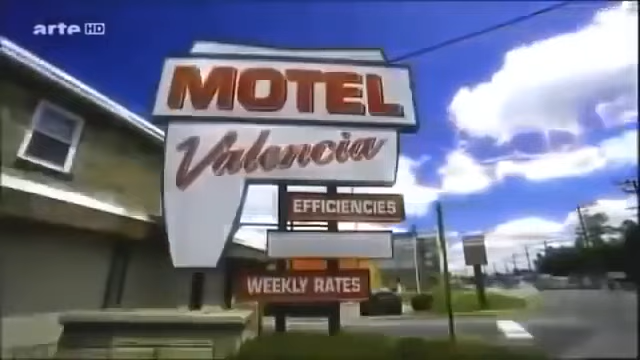 arte HD
MOTEL
Valencia
EFFICIENCIES
WEEKLY RATES